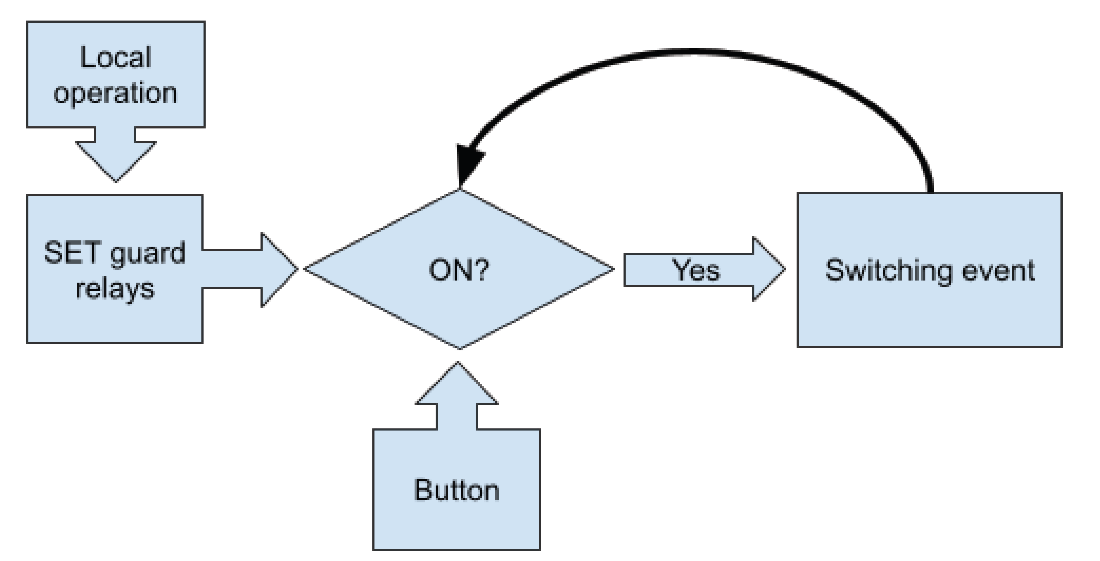 Local
operation
SET guard
relays
ON?
Yes
Switching event
Button